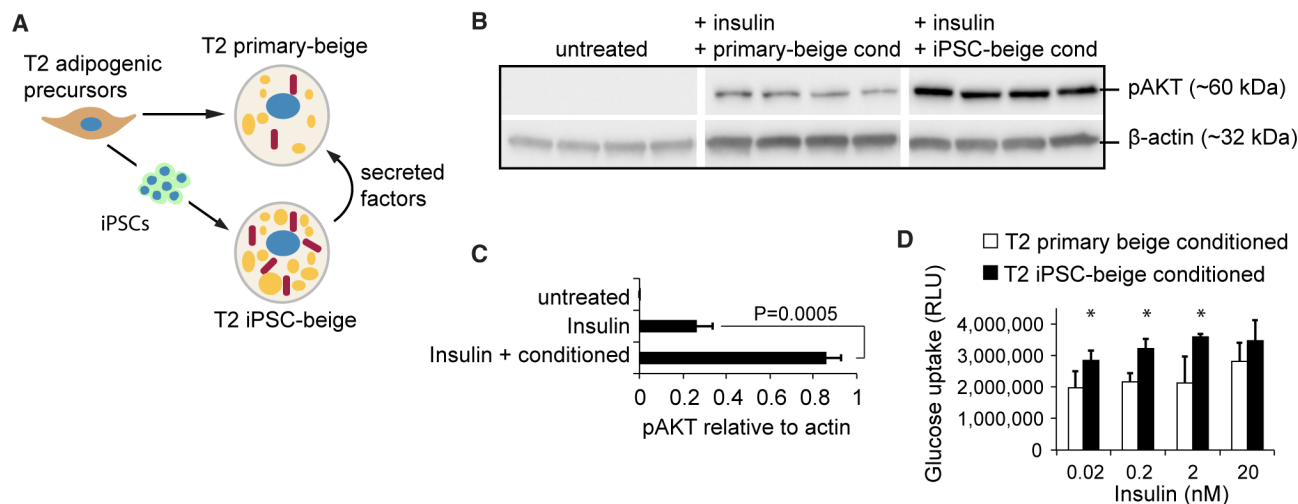 A
T2 primary-beige
T2 adipogenic
precursors
iPSCs
secreted
factors
T2 iPSC-beige
B
untreated
+ insulin
+ primary-beige cond
+ insulin
+ iPSC-beige cond
pAKT (~60 kDa)
β-actin (~32 kDa)
C
untreated
Insulin
Insulin + conditioned
P=0.0005
0 0.2 0.4 0.6 0.8 1
pAKT relative to actin
D
T2 primary beige conditioned
T2 iPSC-beige conditioned
Glucose uptake (RLU)
4,000,000
3,000,000
2,000,000
1,000,000
0
* * *
0.02 0.2 2 20
Insulin (nM)